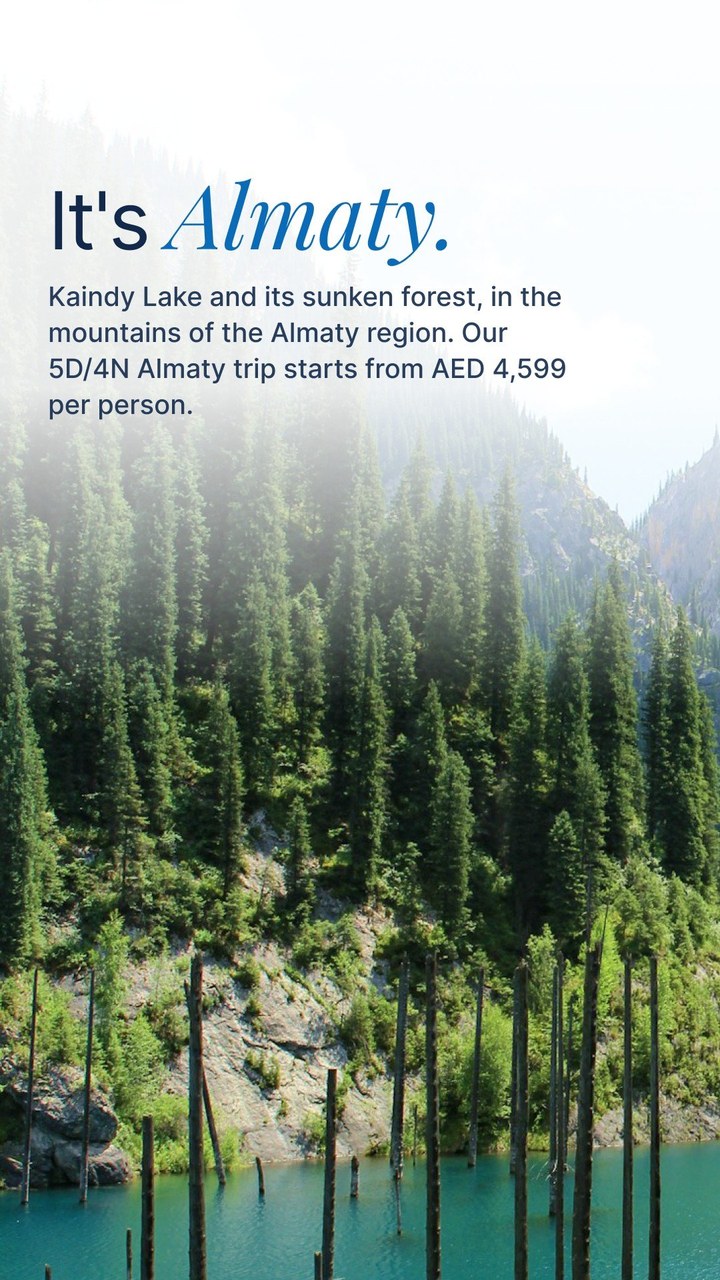 It's Almaty.
Kaindy Lake and its sunken forest, in the
mountains of the Almaty region. Our
5D/4N Almaty trip starts from AED 4,599
per person.